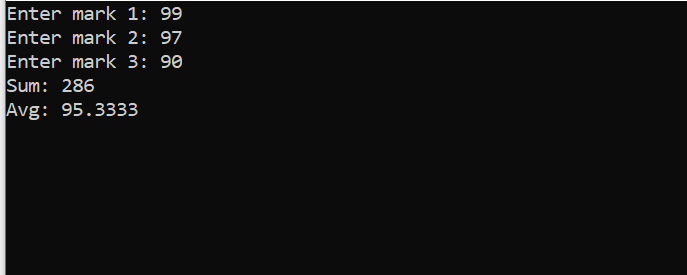 Enter mark 1: 99
Enter mark 2: 97
Enter mark 3: 90
Sum: 286
Avg: 95.3333